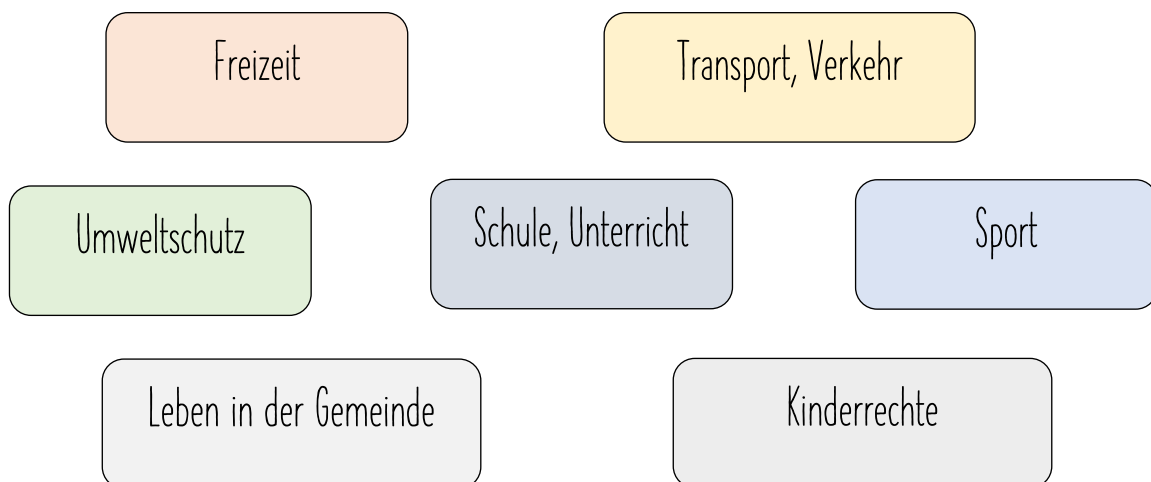 Freizeit
Transport, Verkehr
Umweltschutz
Schule, Unterricht
Sport
Leben in der Gemeinde
Kinderrechte